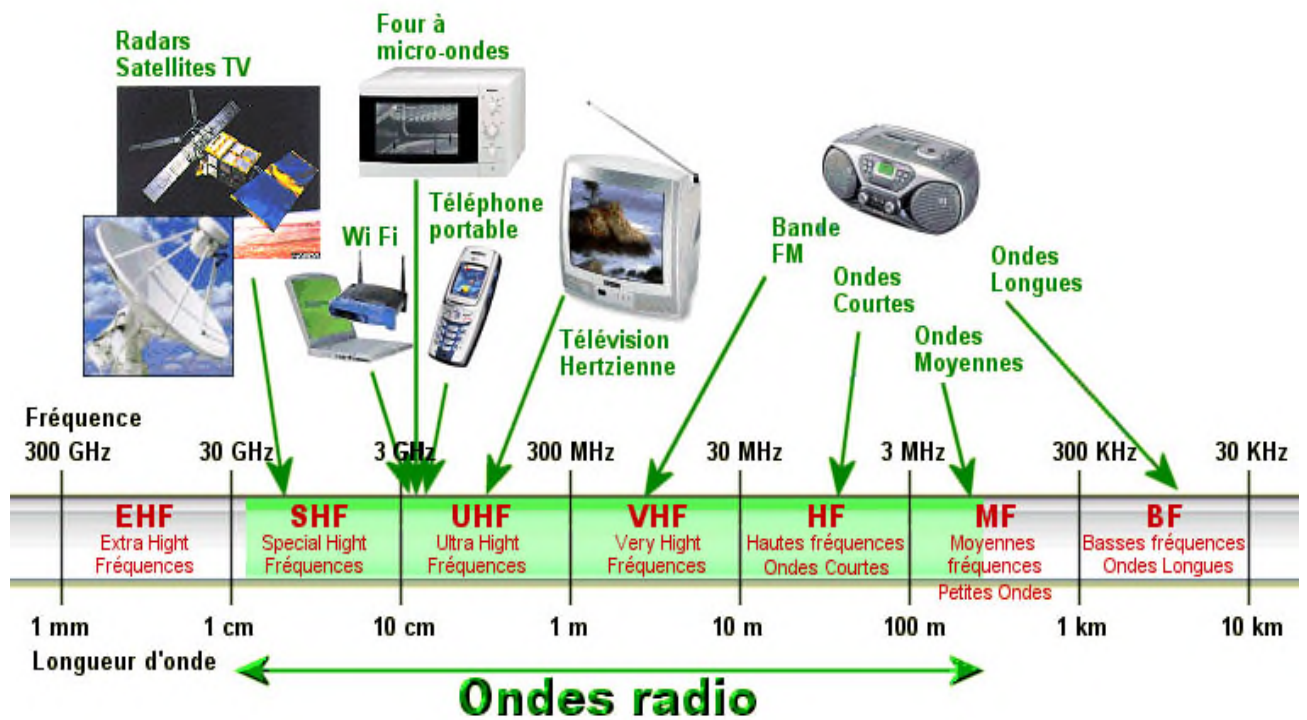 Radars
Satellites TV
Four à
micro-ondes
Wi Fi
Téléphone
portable
Télévision
Hertzienne
Bande
FM
Ondes
Courtes
Ondes
Moyennes
Ondes
Longues
Fréquence
300 GHz 30 GHz 3 GHz 300 MHz 30 MHz 3 MHz 300 KHz 30 KHz
EHF SHF UHF VHF HF MF BF
Extra Hight Special Hight Ultra Hight Very Hight Hautes fréquences Moyennes Basses fréquences
Fréquences Fréquences Fréquences Fréquences Ondes Courtes fréquences Ondes Longues
Petites Ondes
1 mm 1 cm 10 cm 1 m 10 m 100 m 1 km 10 km
Longueur d'onde
Ondes radio